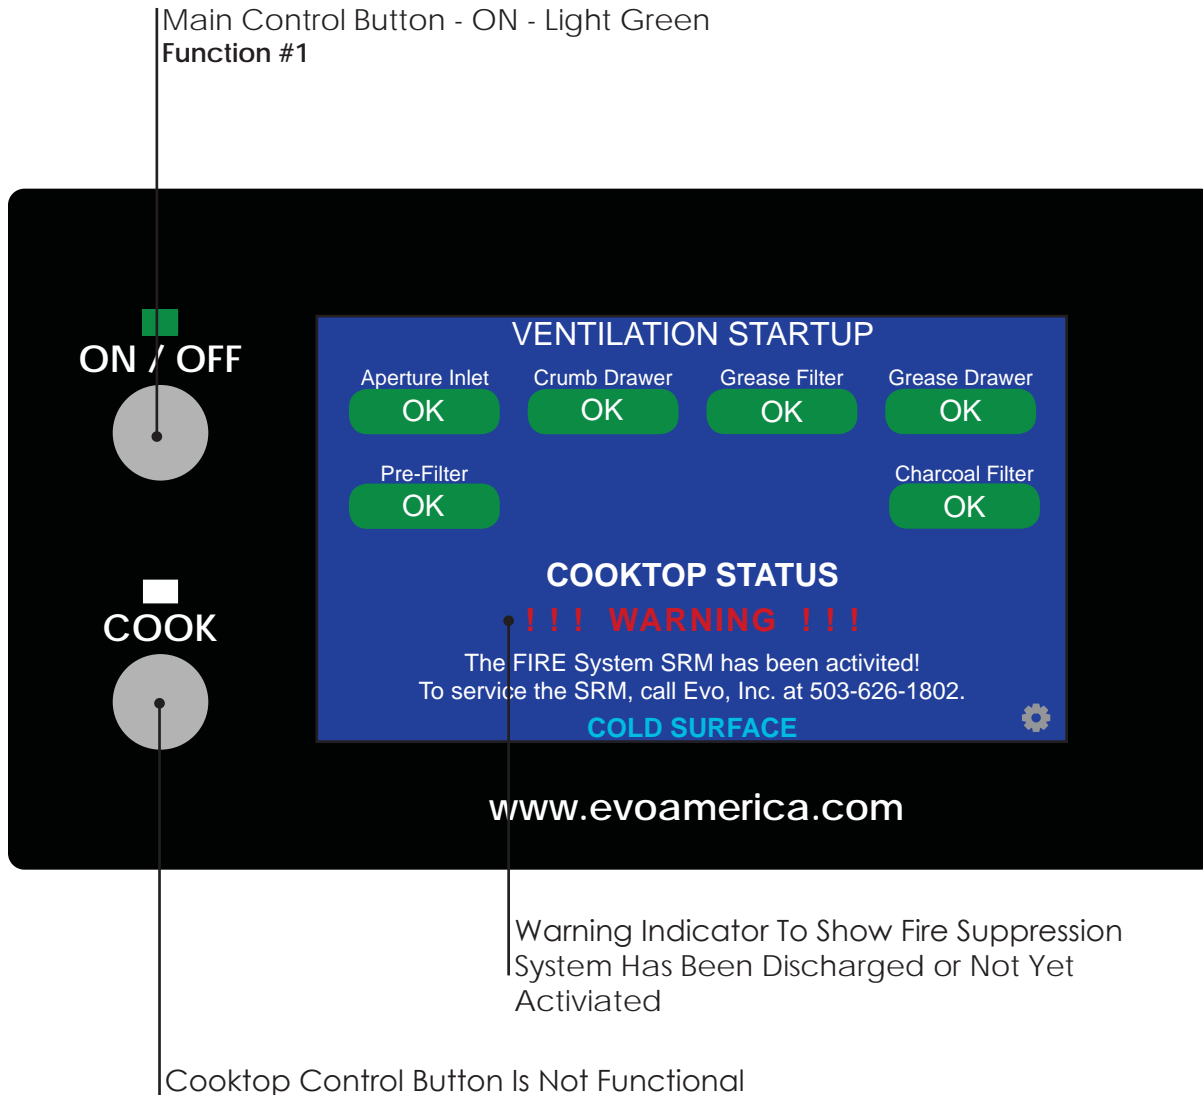 Main Control Button - ON - Light Green
Function #1
ON / OFF
VENTILATION STARTUP
Aperture Inlet Crumb Drawer Grease Filter Grease Drawer
OK OK OK OK
Pre-Filter Charcoal Filter
OK OK
COOKTOP STATUS
! ! ! WARNING ! ! !
COOK
The FIRE System SRM has been activited!
To service the SRM, call Evo, Inc. at 503-626-1802.
COLD SURFACE
www.evoamerica.com
Warning Indicator To Show Fire Suppression
System Has Been Discharged or Not Yet
Activiated
Cooktop Control Button Is Not Functional